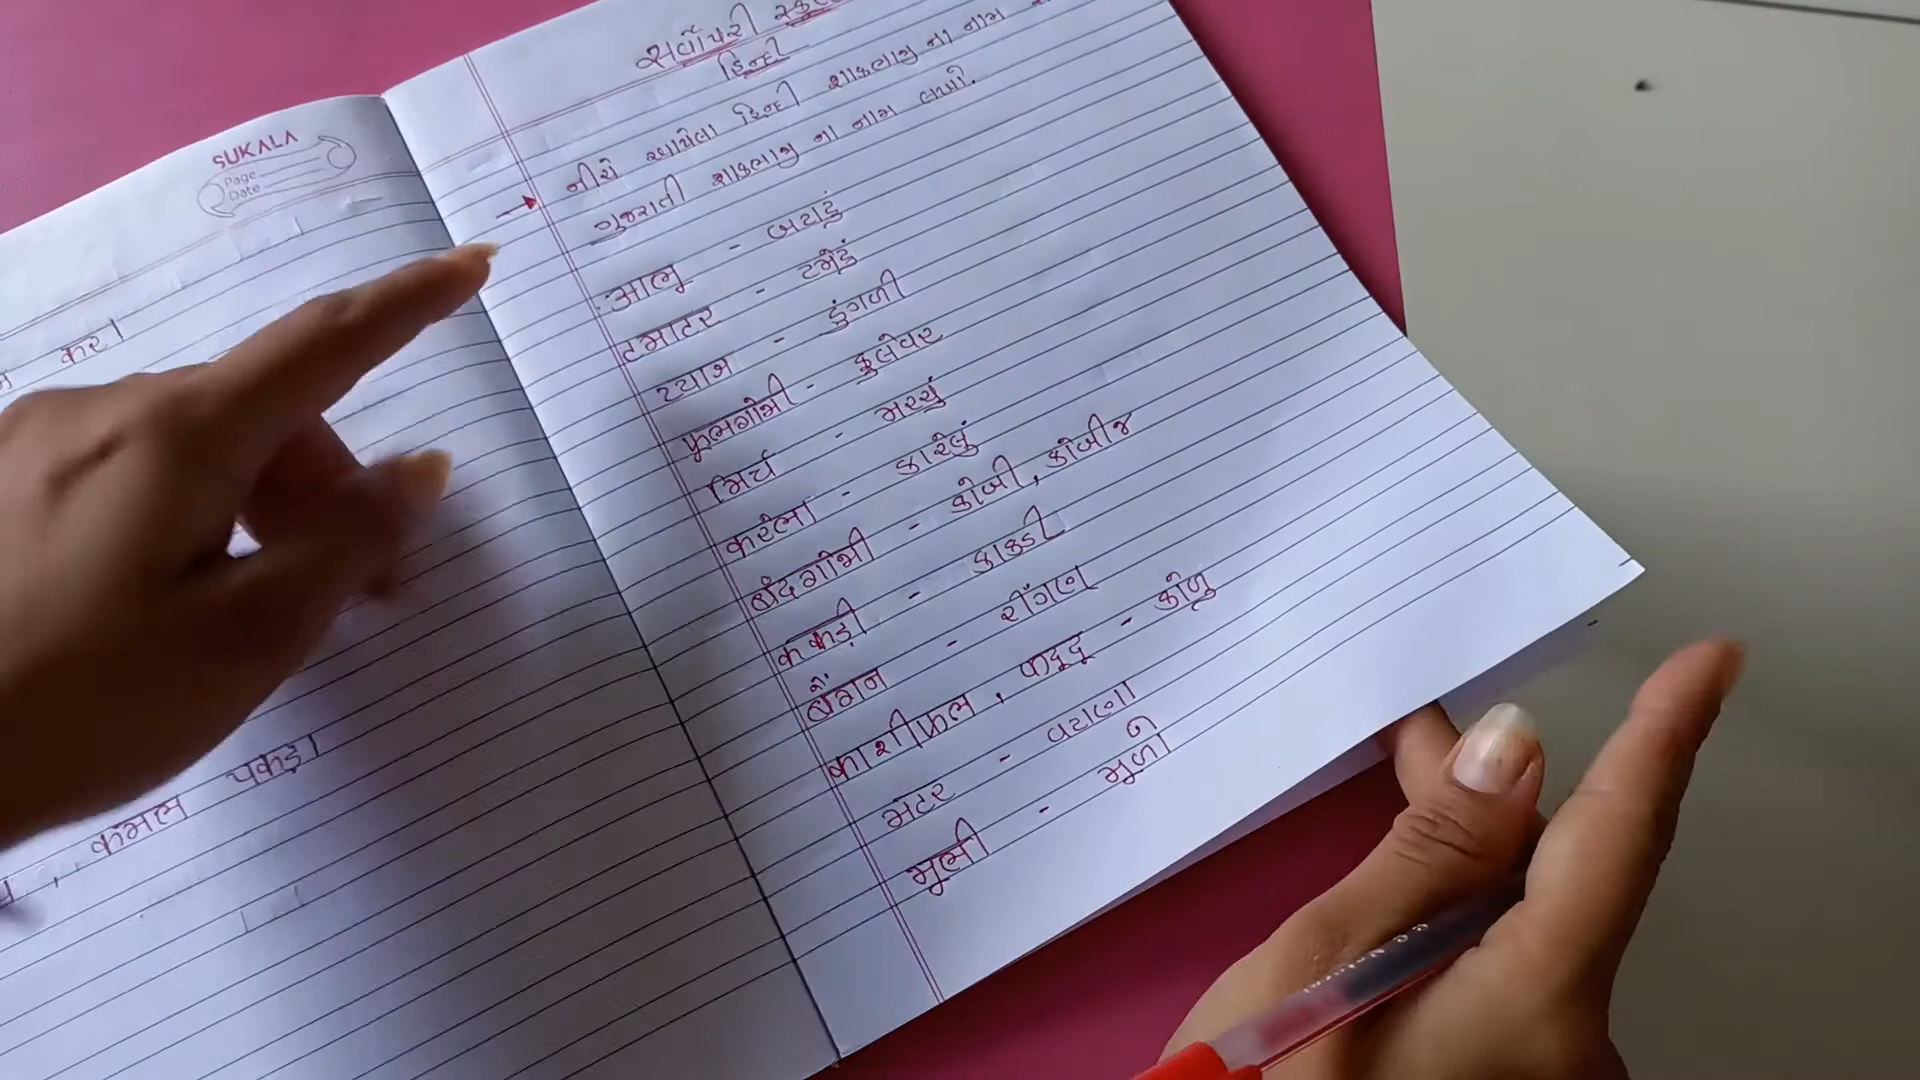 SUKALA
Page
Date
कर।
, कमल पकड़।
સર્વોપરી સ્કૂલ
હિન્દી
નીચે આપેલા હિન્દી શાકભાજી ના નામ
ગુજરાતી શાકભાજી ના નામ લખો.
आलू - બટાટું
टमाटर - ટમેટું
प्याज - ડુંગળી
फूलगोभी - ફુલેવર
मिर्च - મરચું
करेला - કારેલું
बंदगोभी - કોબી, કોબીજ
ककड़ी - કાકડી
बैंगन - રીંગણ
काशीफल, कद्दू - કોળુ
मटर - વટાણા
मूली - મૂળો